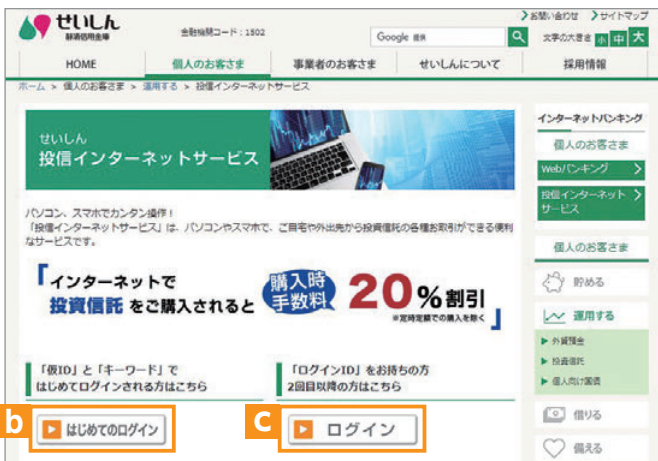 せいしん
静清信用金庫
金融機関コード：1502
お問い合わせ サイトマップ
Google 検索
文字の大きさ 小 中 大
HOME 個人のお客さま 事業者のお客さま せいしんについて 採用情報
ホーム > 個人のお客さま > 運用する > 投信インターネットサービス
せいしん
投信インターネットサービス
パソコン、スマホでカンタン操作！
「投信インターネットサービス」は、パソコンやスマホで、ご自宅や外出先から投資信託の各種お取引ができる便利
なサービスです。
「インターネットで
投資信託 をご購入されると
購入時
手数料
20%割引
※定時定額での購入を除く」
「仮ID」と「キーワード」で
はじめてログインされる方はこちら
b はじめてのログイン
「ログインID」をお持ちの方
2回目以降の方はこちら
c ログイン
インターネットバンキング
個人のお客さま
Webバンキング
投信インターネット
サービス
個人のお客さま
貯める
運用する
外貨預金
投資信託
個人向け国債
借りる
備える